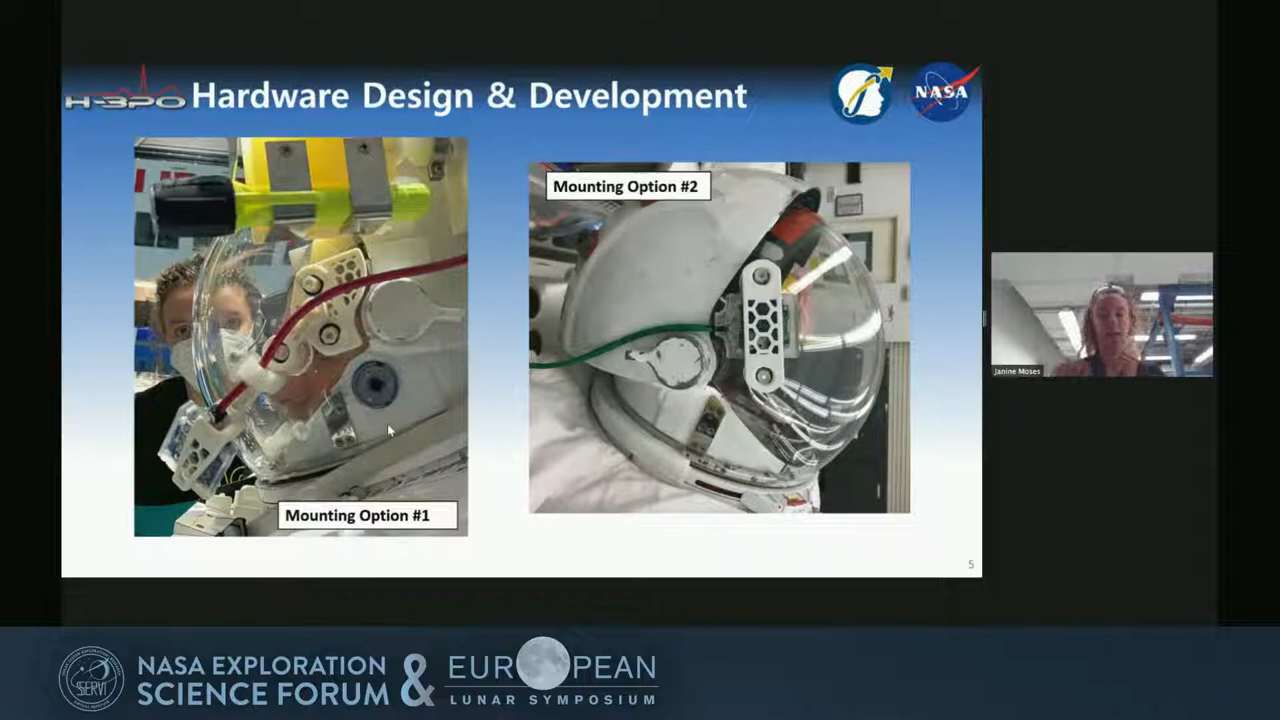 H-3PO Hardware Design & Development
NASA
Mounting Option #2
Mounting Option #1
5
Janine Moses
SERVI
NASA EXPLORATION
SCIENCE FORUM & EUROPEAN
LUNAR SYMPOSIUM